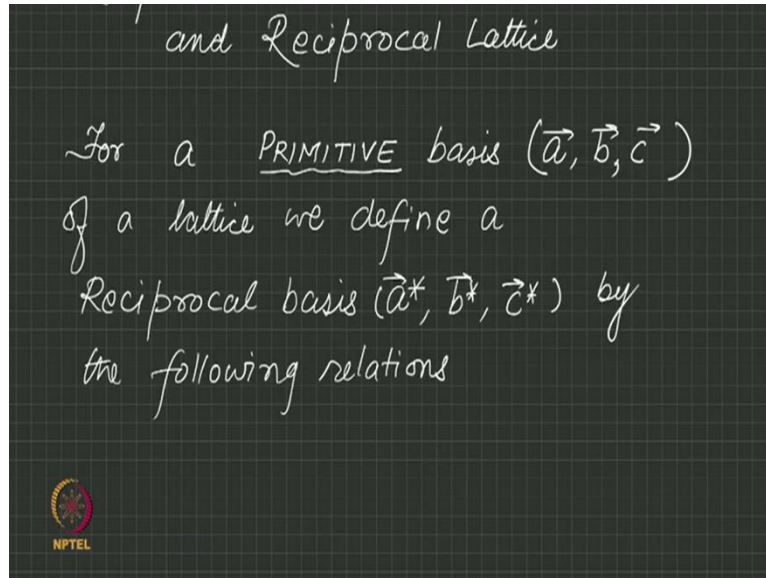 and Reciprocal Lattice
For a PRIMITIVE basis (a⃗, b⃗, c⃗)
of a lattice we define a
Reciprocal basis (a⃗*, b⃗*, c⃗*) by
the following relations
NPTEL